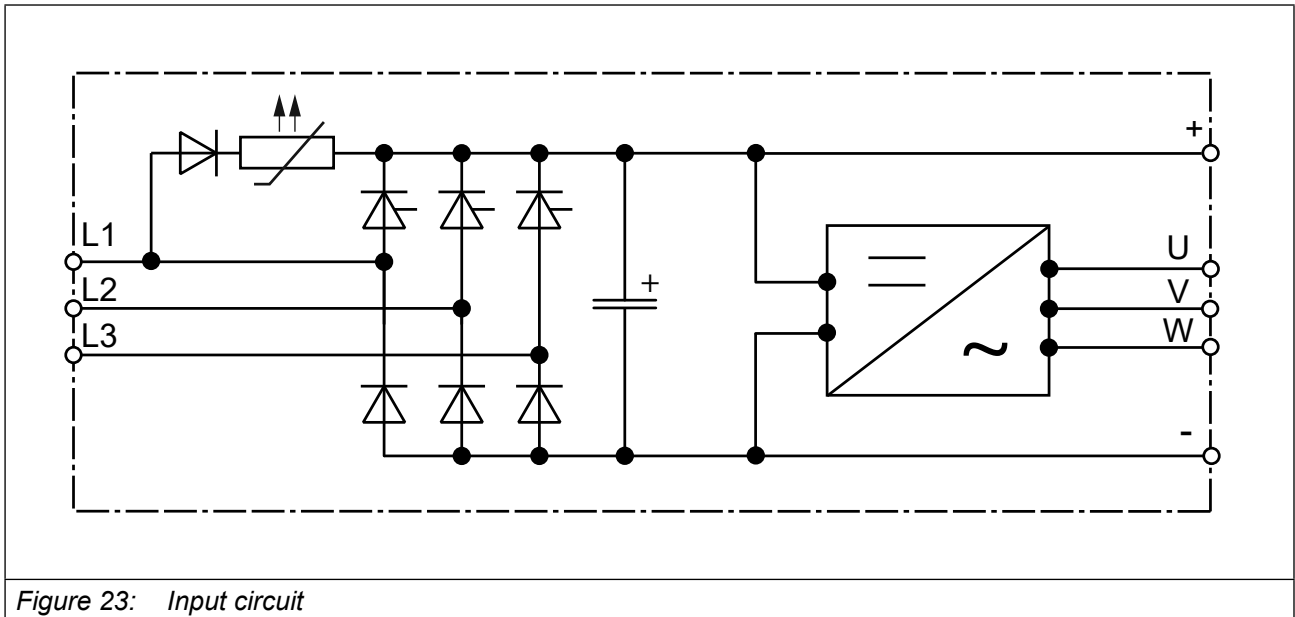 +
L1
L2
L3
+
U
V
W
~
-
Figure 23: Input circuit